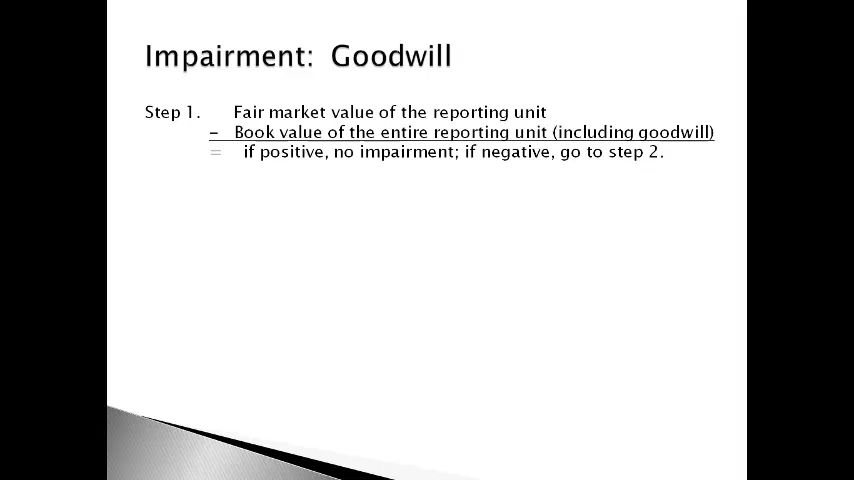 Impairment: Goodwill
Step 1. Fair market value of the reporting unit
- Book value of the entire reporting unit (including goodwill)
= if positive, no impairment; if negative, go to step 2.